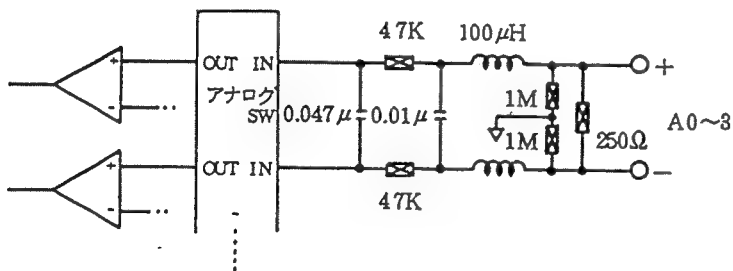 47K
100μH
+
OUT IN
+
アナログ
SW
-
0.047μ
0.01μ
1M
1M
250Ω
A0~3
+
OUT IN
-
47K
-